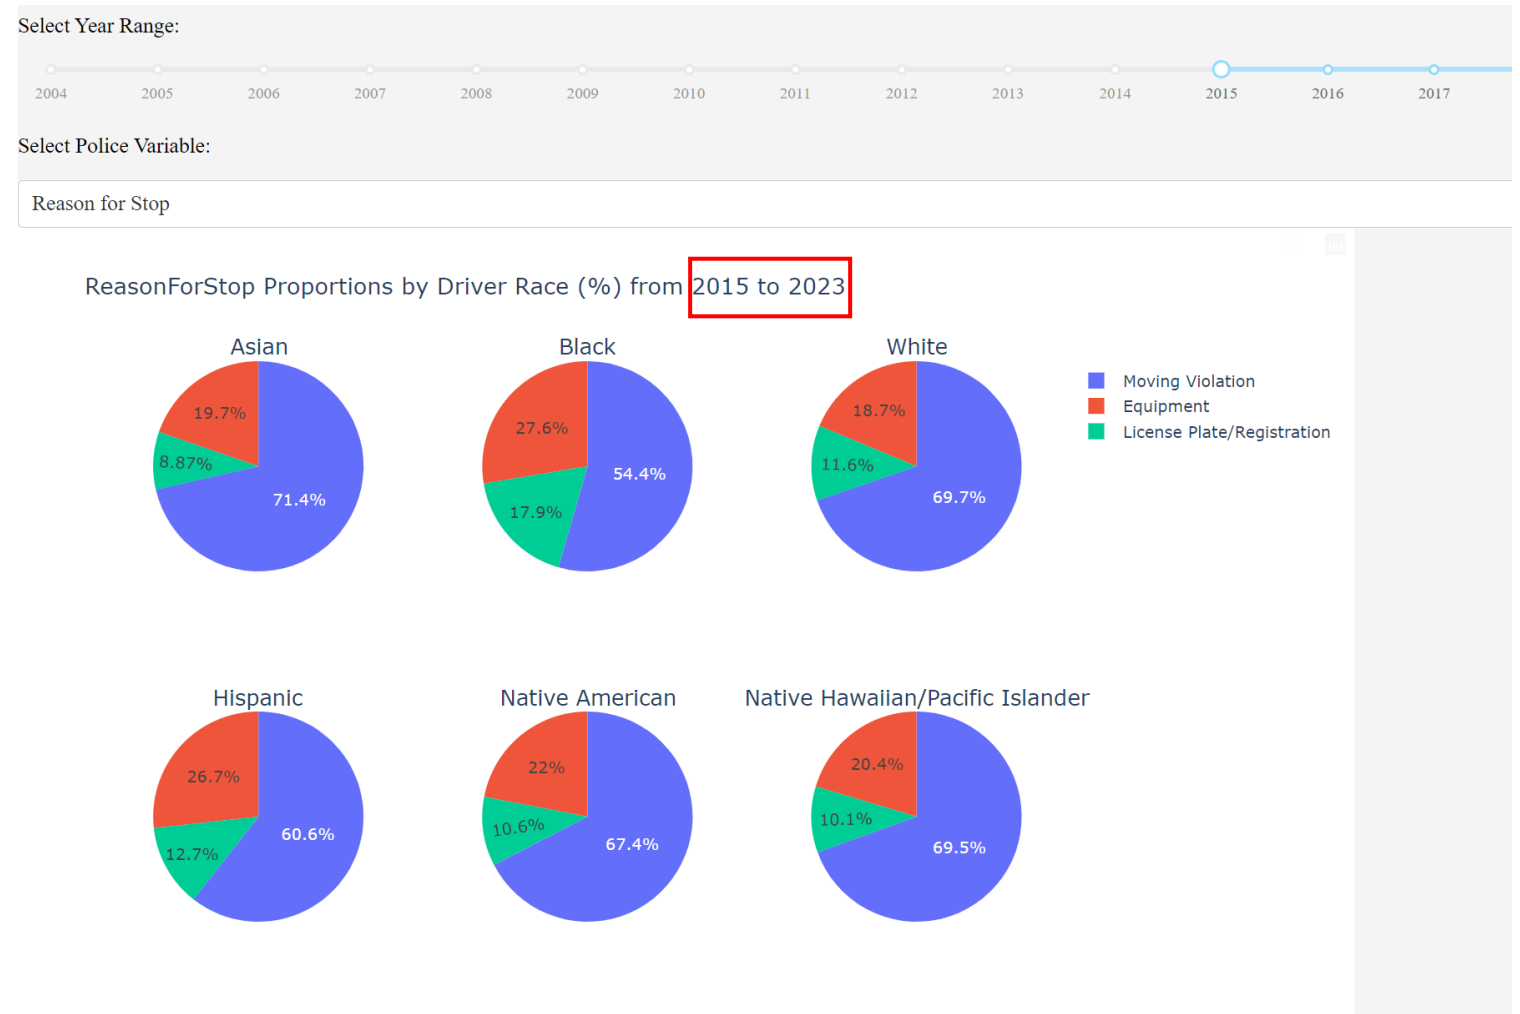 Select Year Range:
2004 2005 2006 2007 2008 2009 2010 2011 2012 2013 2014 2015 2016 2017
Select Police Variable:
Reason for Stop
ReasonForStop Proportions by Driver Race (%) from 2015 to 2023
Asian
19.7%
8.87%
71.4%
Black
27.6%
54.4%
17.9%
White
18.7%
11.6%
69.7%
Moving Violation
Equipment
License Plate/Registration
Hispanic
26.7%
60.6%
12.7%
Native American
22%
10.6%
67.4%
Native Hawaiian/Pacific Islander
20.4%
10.1%
69.5%